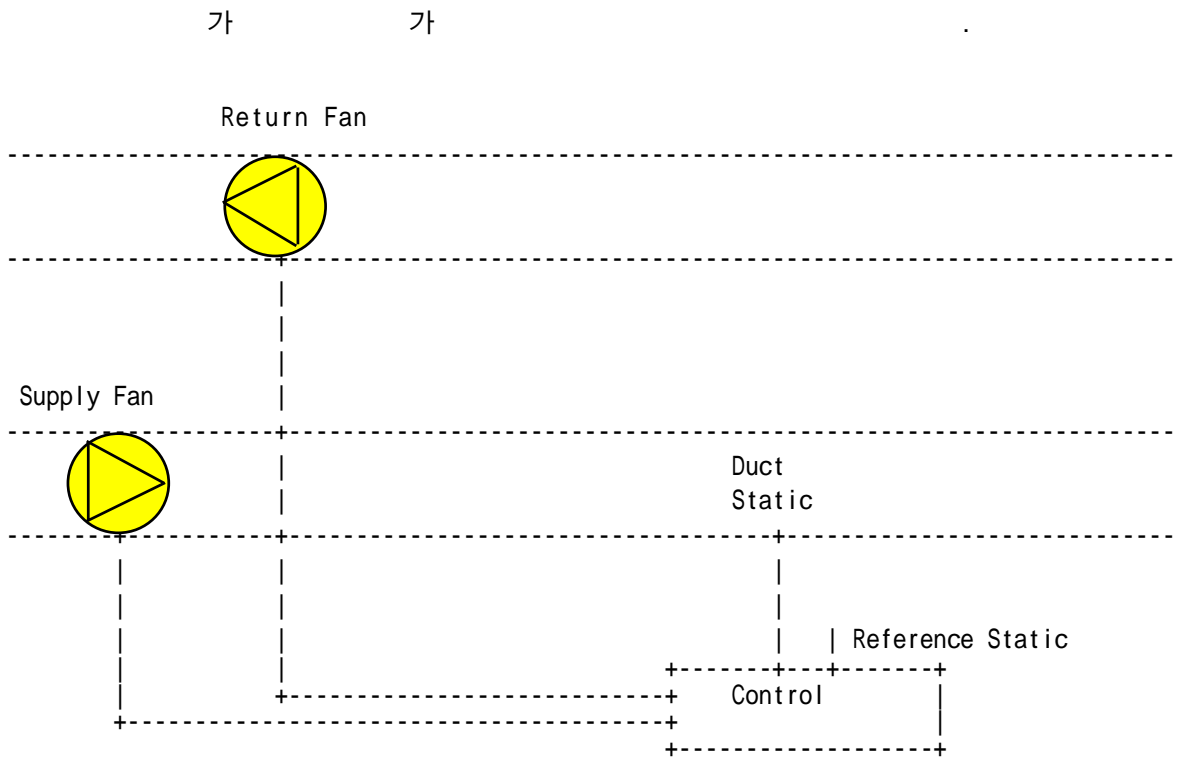 가 가 .
Return Fan
Supply Fan
Duct
Static
Reference Static
Control